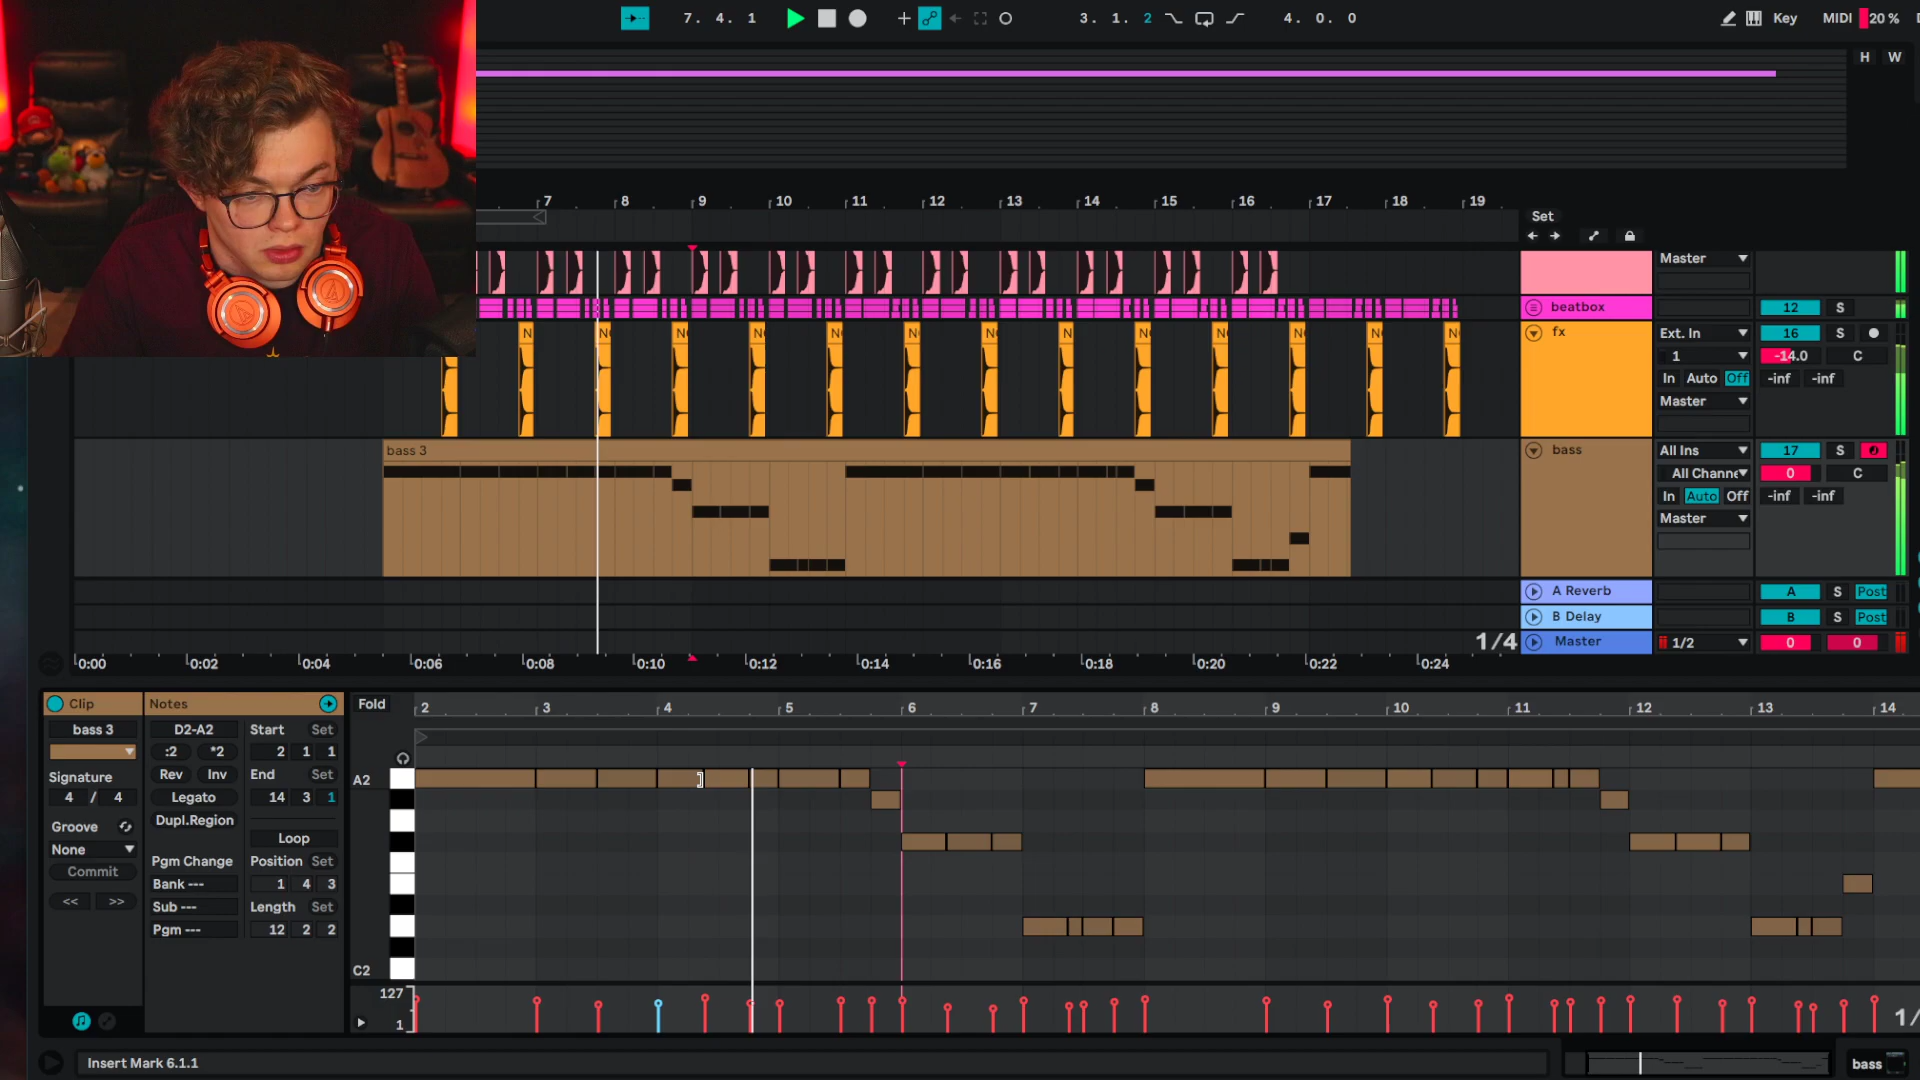 7. 4. 1
3. 1. 2
4. 0. 0
Key
MIDI
20 %
H W
7 8 9 10 11 12 13 14 15 16 17 18 19
Set
Master
beatbox
12 S
fx
Ext. In
16 S
1
-14.0 C
In Auto Off
-inf -inf
Master
bass 3
bass
All Ins
17 S
All Channe
0 C
In Auto Off
-inf -inf
Master
A Reverb
A S Post
B Delay
B S Post
1/4
Master
1/2
0 0
0:00 0:02 0:04 0:06 0:08 0:10 0:12 0:14 0:16 0:18 0:20 0:22 0:24
Clip
Notes
Fold
2 3 4 5 6 7 8 9 10 11 12 13 14
bass 3
D2-A2
Start Set
:2 *2
2 1 1
Signature
Rev Inv
End Set
A2
4 / 4
Legato
14 3 1
Dupl.Region
Groove
Loop
None
Pgm Change
Position Set
Commit
Bank ---
1 4 3
<< >>
Sub ---
Length Set
Pgm ---
12 2 2
C2
127
1
1/
Insert Mark 6.1.1
bass